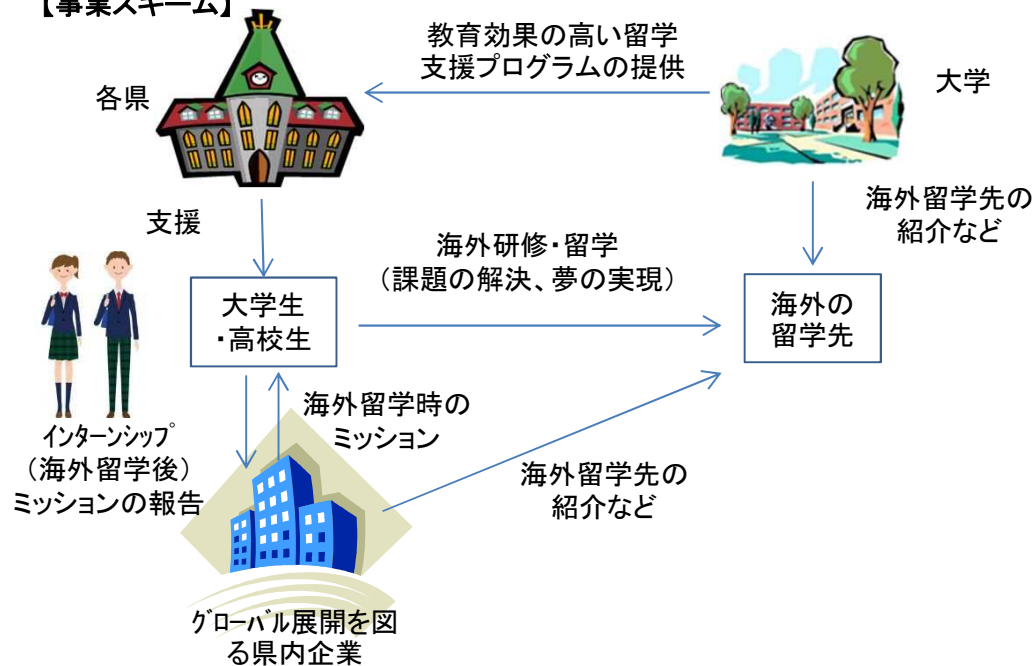 【事業スキーム】
教育効果の高い留学
支援プログラムの提供
各県
大学
支援
海外留学先の
紹介など
海外研修・留学
（課題の解決、夢の実現）
大学生
・高校生
海外の
留学先
海外留学時の
ミッション
ｲﾝﾀｰﾝｼｯﾌﾟ
（海外留学後）
ミッションの報告
海外留学先の
紹介など
ｸﾞﾛｰﾊﾞﾙ展開を図
る県内企業